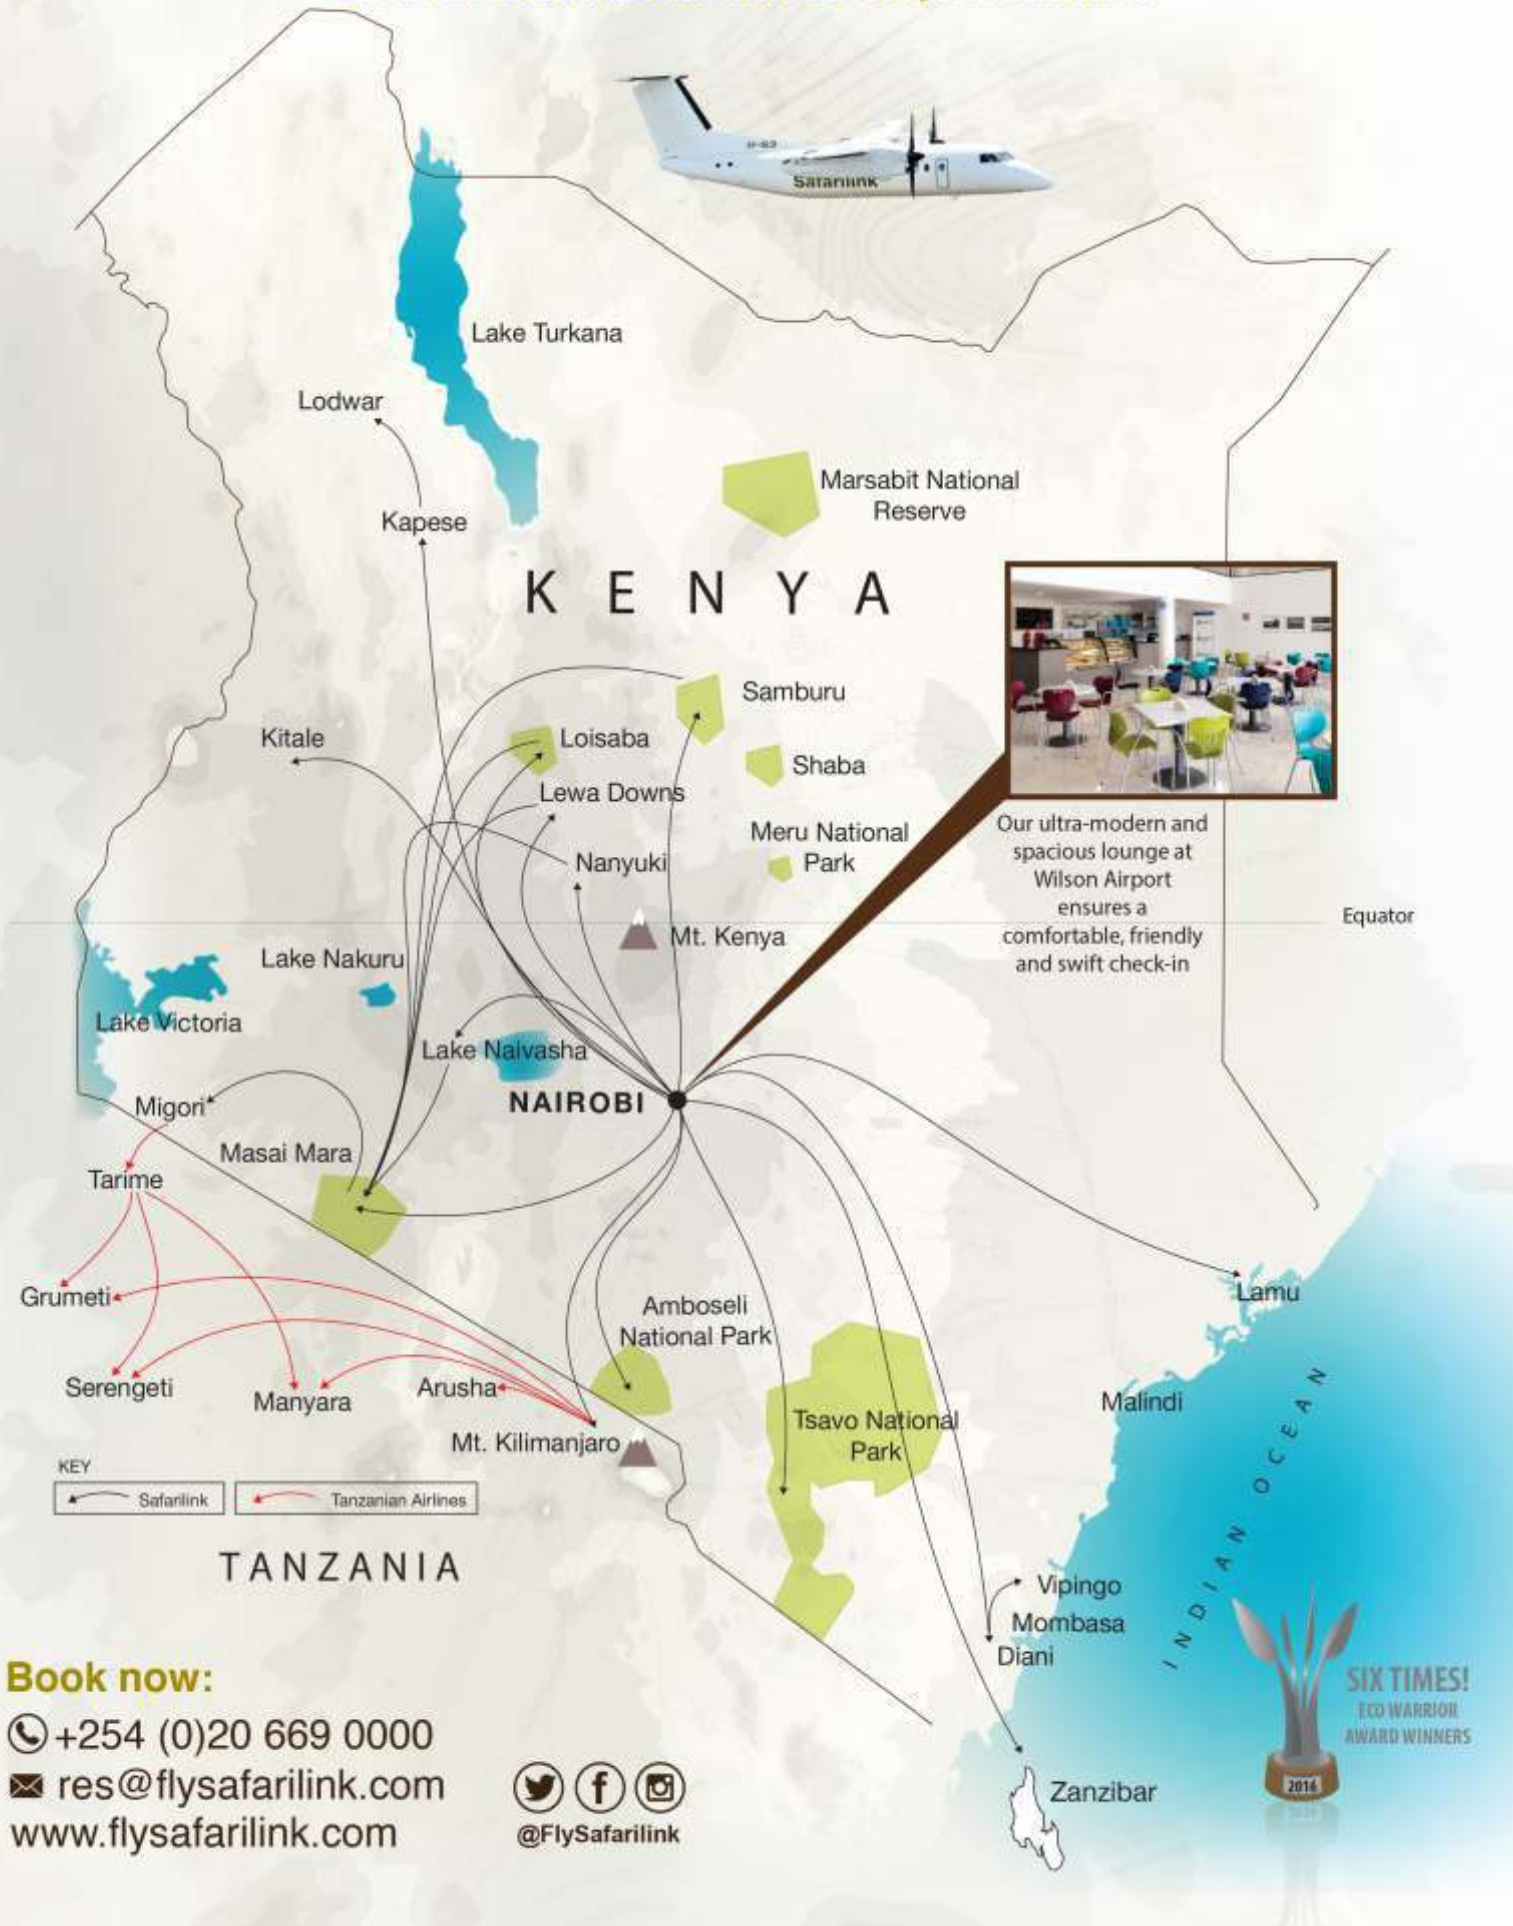 Safarilink
Lake Turkana
Lodwar
Marsabit National
Reserve
Kapese
KENYA
Samburu
Kitale
Loisaba
Shaba
Lewa Downs
Meru National
Park
Nanyuki
Our ultra-modern and
spacious lounge at
Wilson Airport
ensures a
comfortable, friendly
and swift check-in
Equator
Mt. Kenya
Lake Nakuru
Lake Victoria
Lake Naivasha
NAIROBI
Migori
Masai Mara
Tarime
Grumeti
Lamu
Amboseli
National Park
Serengeti
Manyara
Arusha
Malindi
Tsavo National
Park
Mt. Kilimanjaro
INDIAN OCEAN
KEY
Safarilink
Tanzanian Airlines
TANZANIA
Vipingo
Mombasa
Diani
Zanzibar
Book now:
+254 (0)20 669 0000
res@flysafarilink.com
www.flysafarilink.com
@FlySafarilink
SIX TIMES!
ECO WARRIOR
AWARD WINNERS
2016